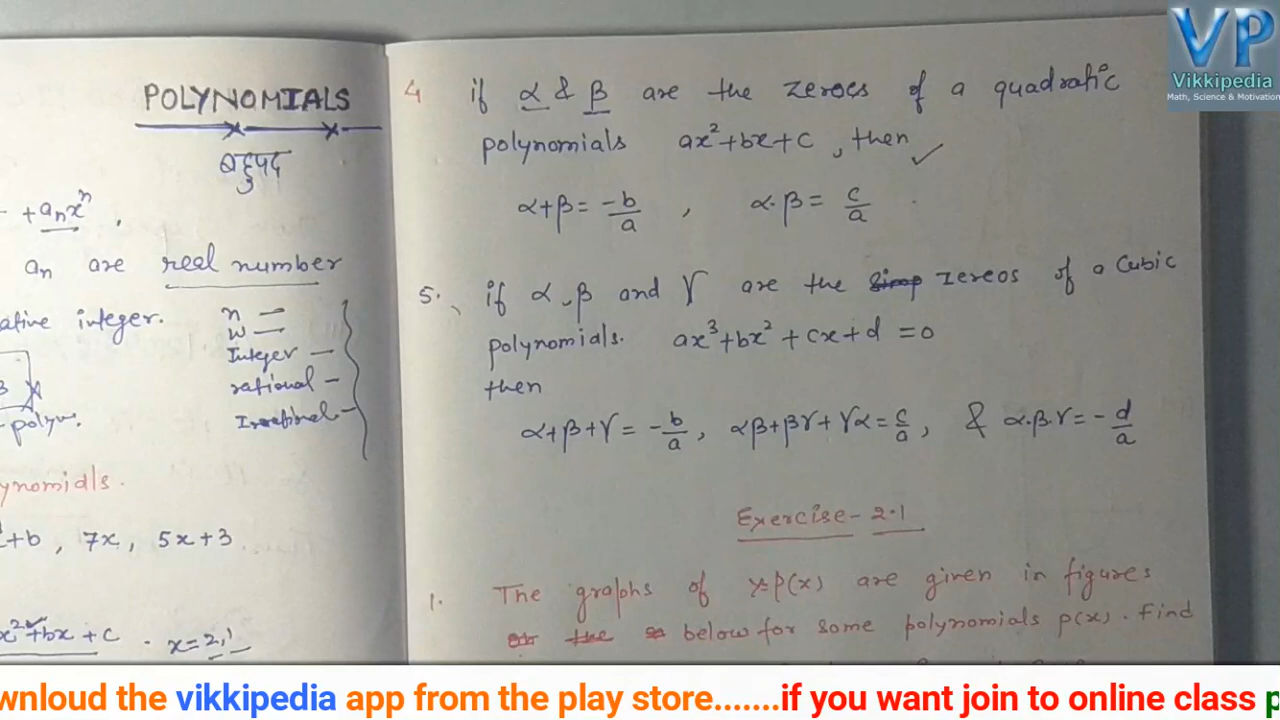 POLYNOMIALS
बहुपद
+aₙxⁿ ,
aₙ are real number
ative integer.
n —
w —
Integer —
rational –
polyn.
ynomials.
+b , 7x, 5x+3
x²+bx+c . x=2,1
4 if α & β are the zeroes of a quadratic
polynomials ax²+bx+c , then
α+β = -b/a , α.β = c/a
5. if α, β and γ are the zereos of a Cubic
polynomials. ax³+bx²+cx+d =0
then
α+β+γ = -b/a, αβ+βγ+γα = c/a, & α.β.γ = -d/a
Exercise-2.1
1. The graphs of y=p(x) are given in figures
below for some polynomials p(x). Find
VP
Vikkipedia
Math, Science & Motivation
wnloud the vikkipedia app from the play store.......if you want join to online class p